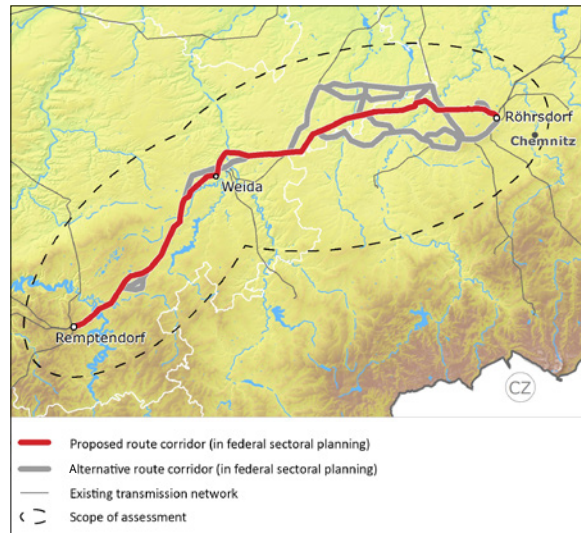 Röhrsdorf
Chemnitz
Weida
Remptendorf
CZ
Proposed route corridor (in federal sectoral planning)
Alternative route corridor (in federal sectoral planning)
Existing transmission network
Scope of assessment